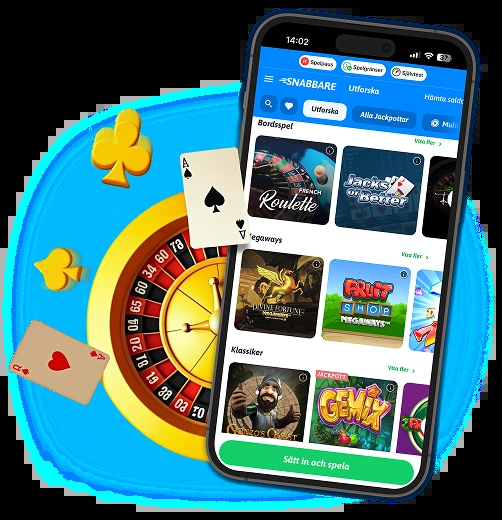 14:02
37
Spelpaus
Spelgränser
Självtest
SNABBARE
Utforska
Hämta saldo
Utforska
Alla Jackpottar
Bordsspel
Visa fler
FRENCH
Roulette
Jacks
Or Better
Megaways
Visa fler
DIVINE FORTUNE
MEGAWAYS
FRUIT
SHOP
MEGAWAYS
Klassiker
Visa fler
GONZO'S QUEST
JACKPOTT
GEMIX
Sätt in och spela
A
A